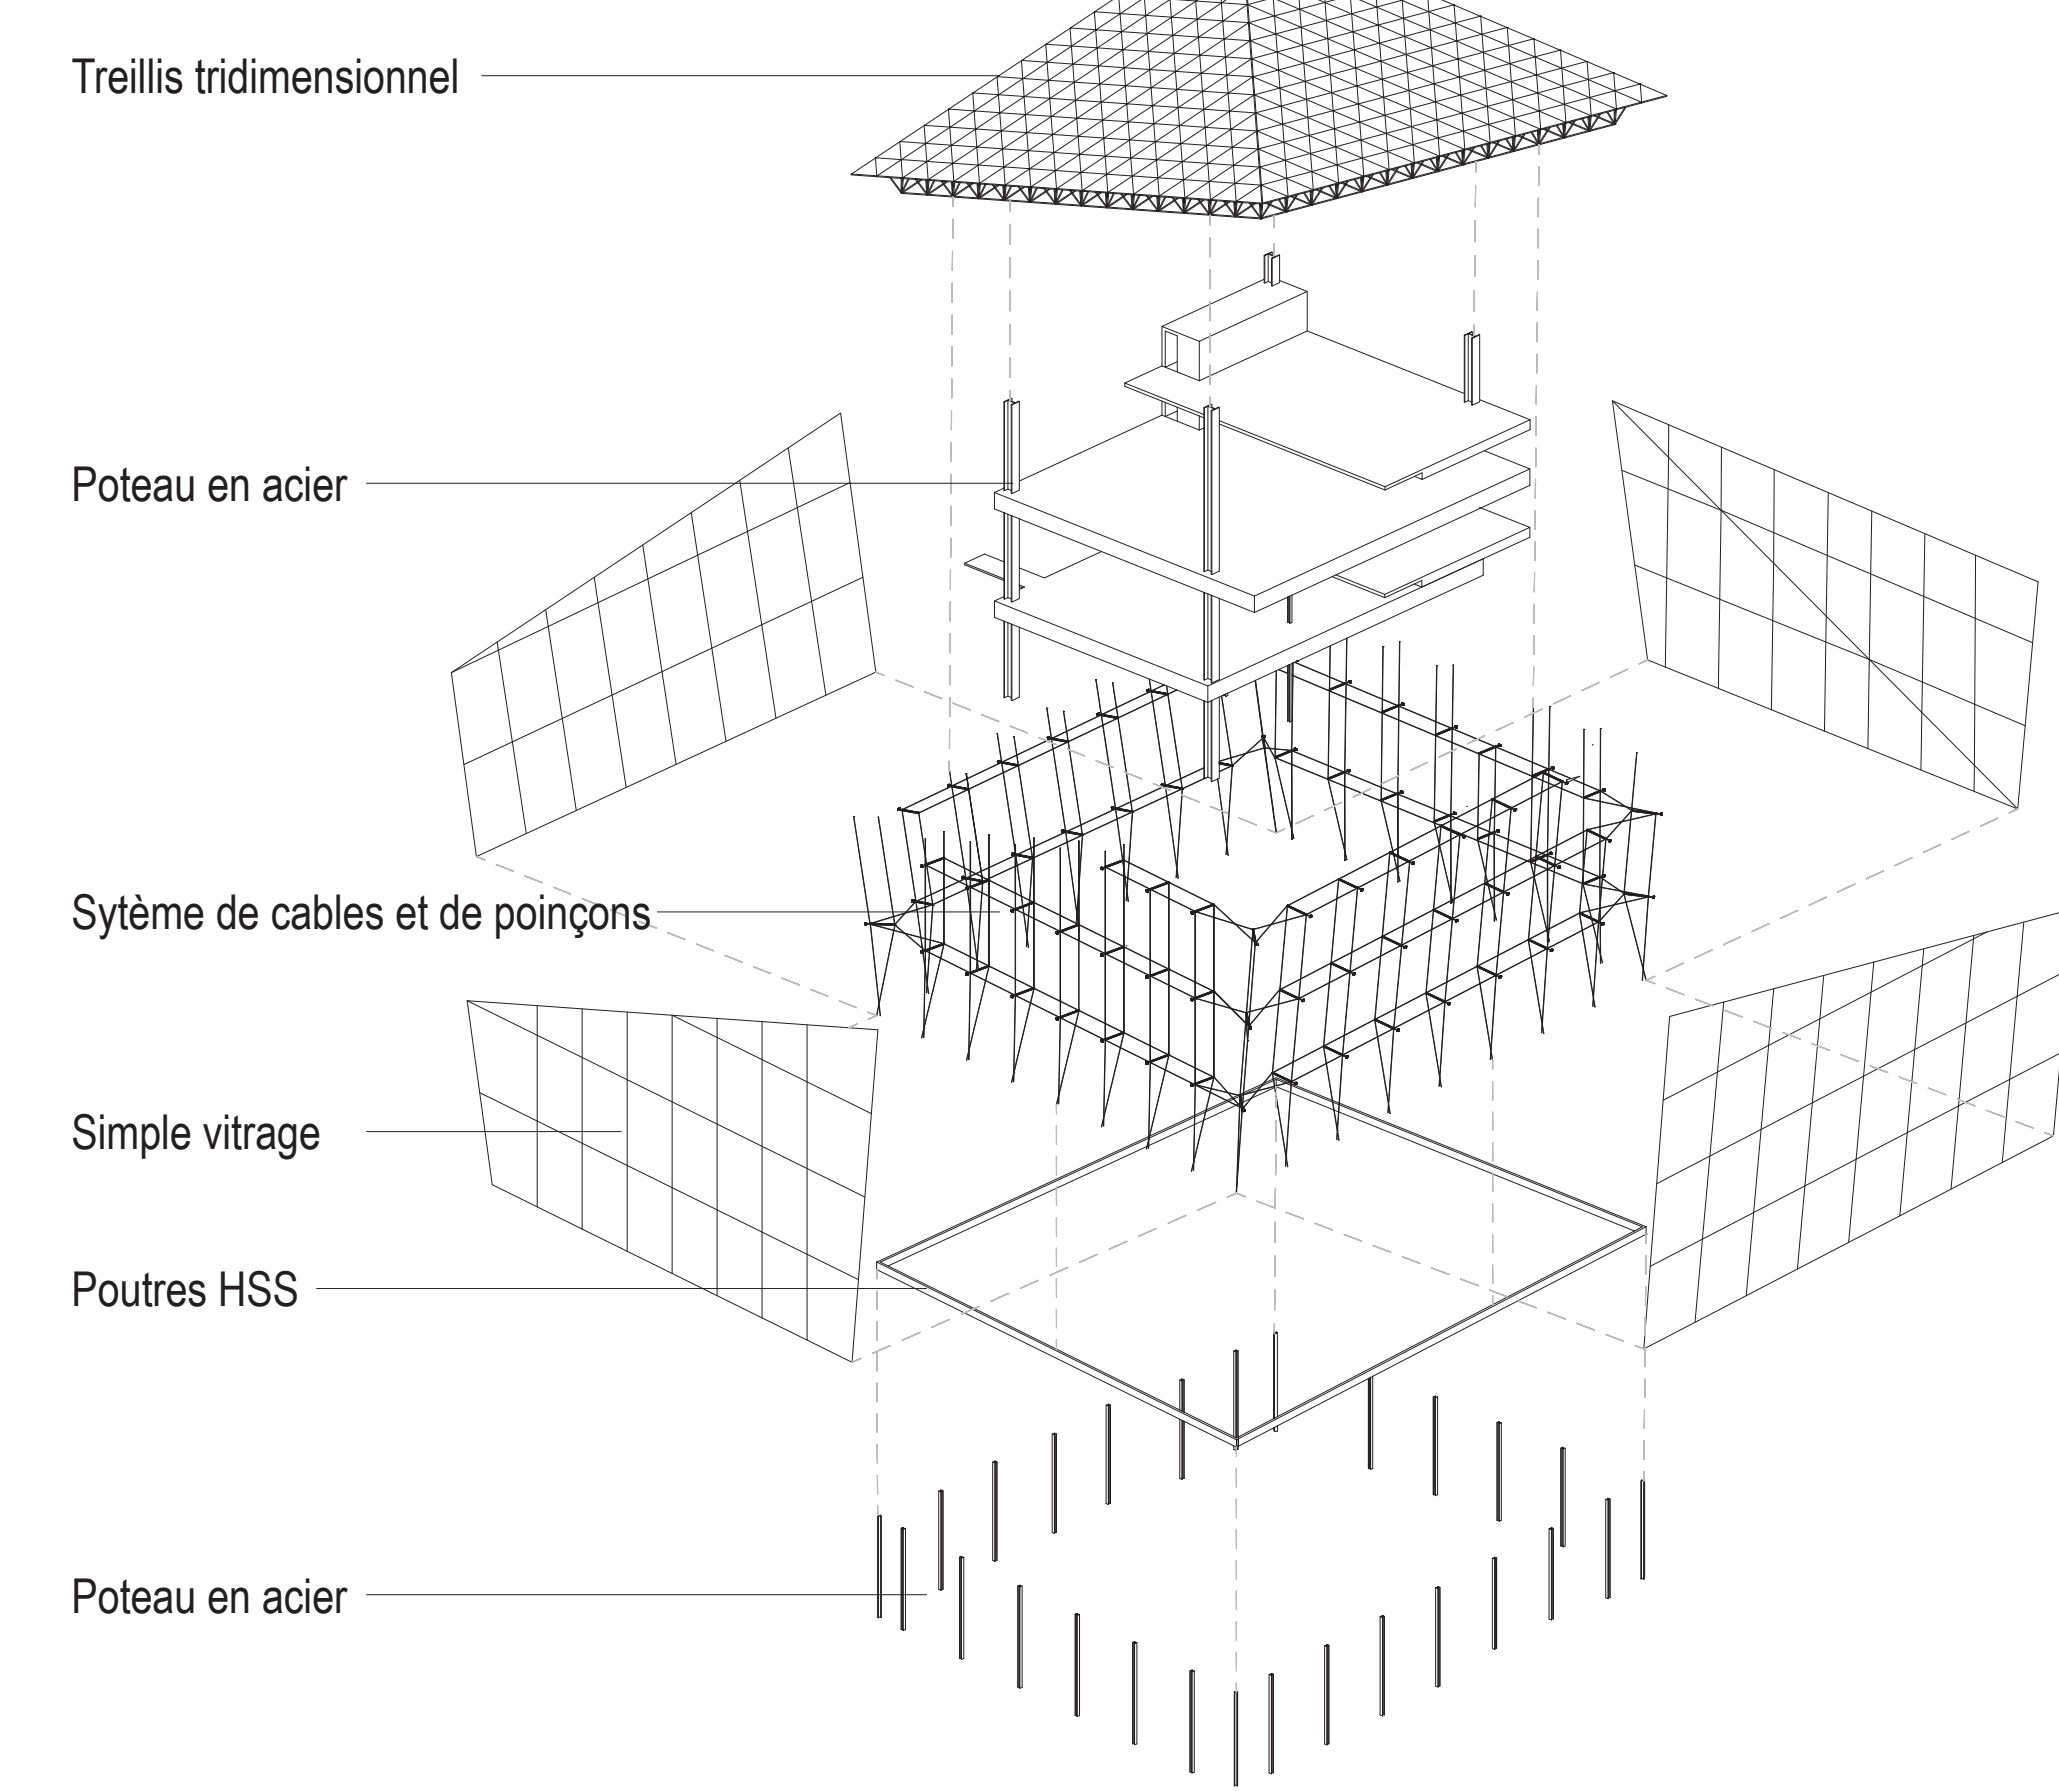 Treillis tridimensionnel
Poteau en acier
Sytème de cables et de poinçons
Simple vitrage
Poutres HSS
Poteau en acier